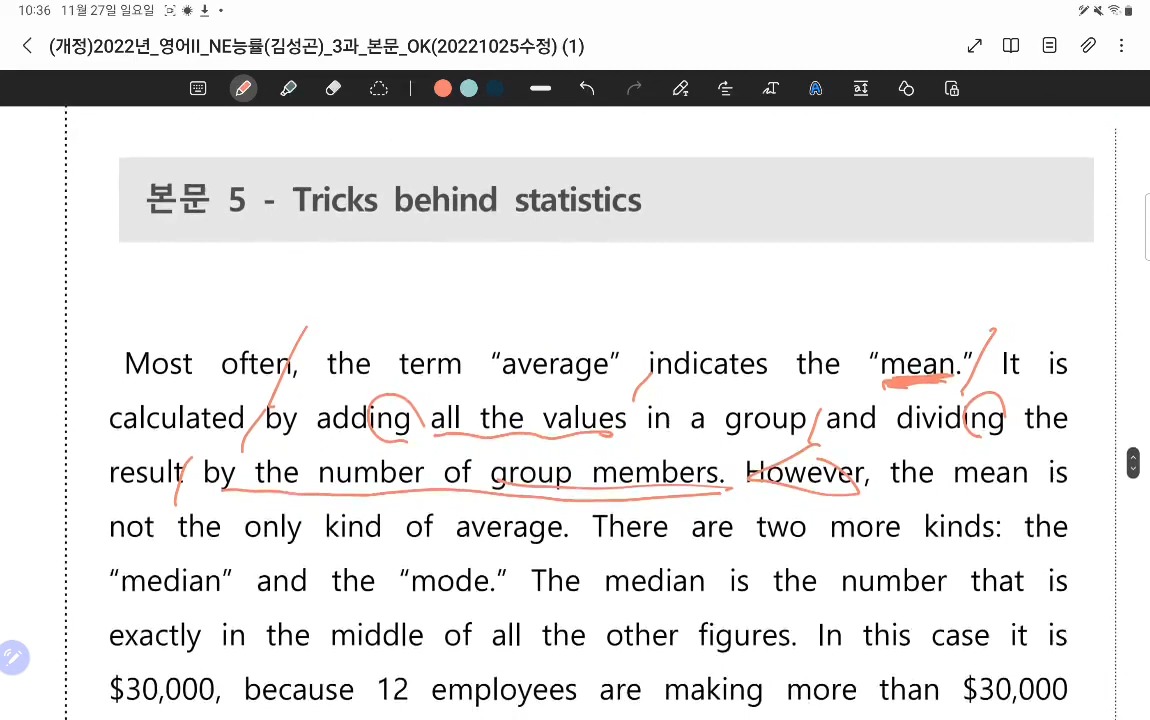 10:36 11월 27일 일요일
(개정)2022년_영어II_NE능률(김성곤)_3과_본문_OK(20221025수정) (1)
본문 5 - Tricks behind statistics
Most often, the term “average” indicates the “mean.” It is
calculated by adding all the values in a group and dividing the
result by the number of group members. However, the mean is
not the only kind of average. There are two more kinds: the
“median” and the “mode.” The median is the number that is
exactly in the middle of all the other figures. In this case it is
$30,000, because 12 employees are making more than $30,000